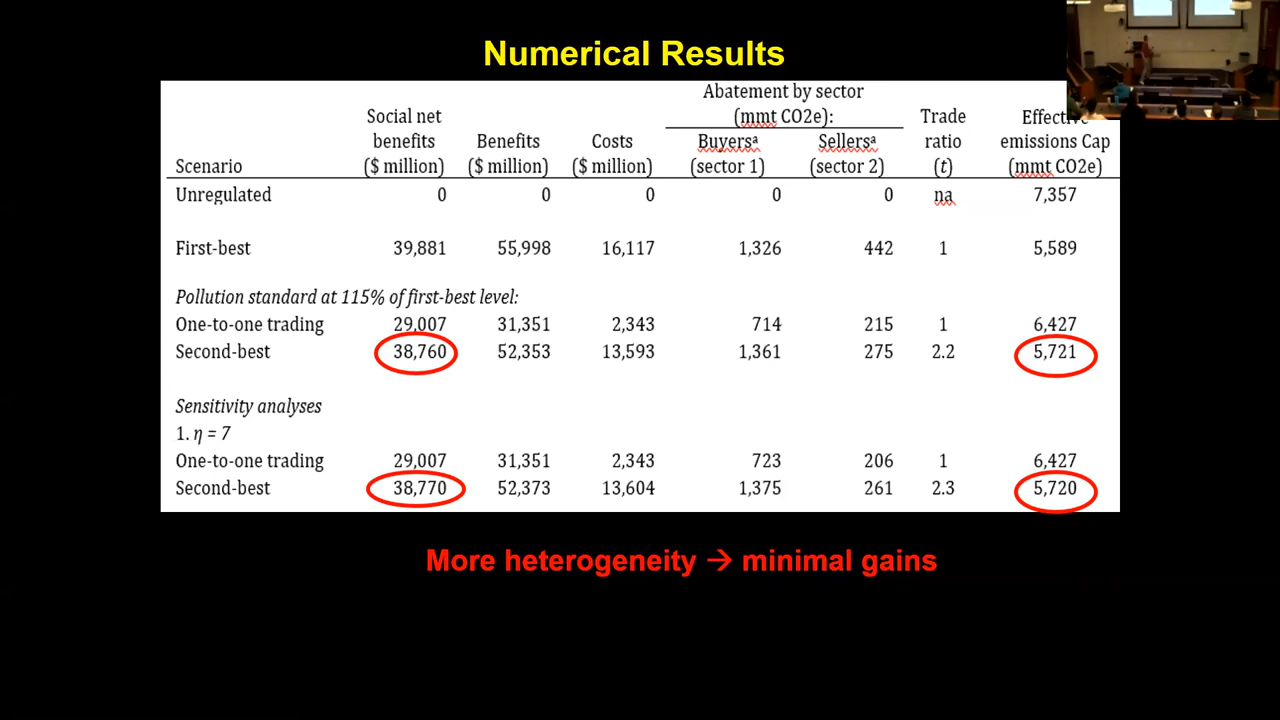 Numerical Results
Abatement by sector
Social net (mmt CO2e): Trade Effective
benefits Benefits Costs Buyersª Sellersª ratio emissions Cap
Scenario ($ million) ($ million) ($ million) (sector 1) (sector 2) (t) (mmt CO2e)
Unregulated 0 0 0 0 0 na 7,357
First-best 39,881 55,998 16,117 1,326 442 1 5,589
Pollution standard at 115% of first-best level:
One-to-one trading 29,007 31,351 2,343 714 215 1 6,427
Second-best 38,760 52,353 13,593 1,361 275 2.2 5,721
Sensitivity analyses
1. η = 7
One-to-one trading 29,007 31,351 2,343 723 206 1 6,427
Second-best 38,770 52,373 13,604 1,375 261 2.3 5,720
More heterogeneity → minimal gains